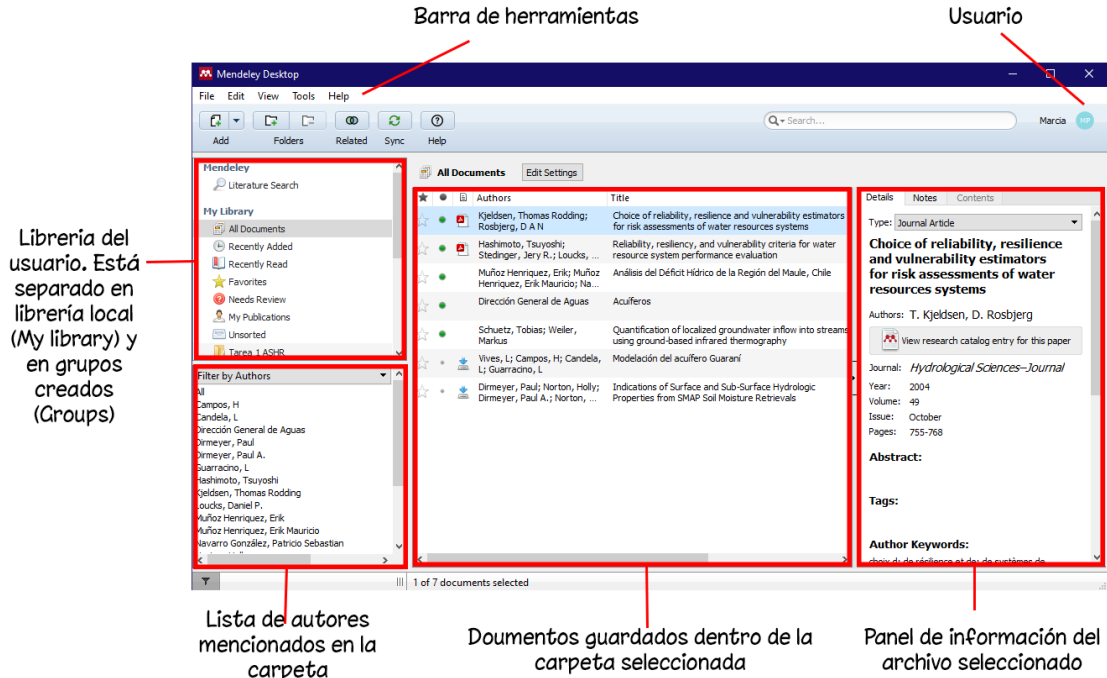 Barra de herramientas
Usuario
Mendeley Desktop
File Edit View Tools Help
Search...
Marcia MP
Add Folders Related Sync Help
Librería del
usuario. Está
separado en
librería local
(My library) y
en grupos
creados
(Groups)
Mendeley
Literature Search
My Library
All Documents
Recently Added
Recently Read
Favorites
Needs Review
My Publications
Unsorted
Tarea 1 ASHR
Filter by Authors
All
Campos, H
Candela, L
Dirección General de Aguas
Dirmeyer, Paul
Dirmeyer, Paul A.
Guarracino, L
Hashimoto, Tsuyoshi
Kjeldsen, Thomas Rodding
Loucks, Daniel P.
Muñoz Henriquez, Erik
Muñoz Henriquez, Erik Mauricio
Navarro González, Patricio Sebastian
All Documents Edit Settings
Authors Title
Kjeldsen, Thomas Rodding; Choice of reliability, resilience and vulnerability estimators
Rosbjerg, D A N for risk assessments of water resources systems
Hashimoto, Tsuyoshi; Reliability, resiliency, and vulnerability criteria for water
Stedinger, Jery R.; Loucks, ... resource system performance evaluation
Muñoz Henriquez, Erik; Muñoz Análisis del Déficit Hídrico de la Región del Maule, Chile
Henriquez, Erik Mauricio; Na...
Dirección General de Aguas Acuíferos
Schuetz, Tobias; Weiler, Quantification of localized groundwater inflow into streams
Markus using ground-based infrared thermography
Vives, L; Campos, H; Candela, Modelación del acuífero Guaraní
L; Guarracino, L
Dirmeyer, Paul; Norton, Holly; Indications of Surface and Sub-Surface Hydrologic
Dirmeyer, Paul A.; Norton, ... Properties from SMAP Soil Moisture Retrievals
Details Notes Contents
Type: Journal Article
Choice of reliability, resilience
and vulnerability estimators
for risk assessments of water
resources systems
Authors: T. Kjeldsen, D. Rosbjerg
View research catalog entry for this paper
Journal: Hydrological Sciences–Journal
Year: 2004
Volume: 49
Issue: October
Pages: 755-768
Abstract:
Tags:
Author Keywords:
1 of 7 documents selected
Lista de autores
mencionados en la
carpeta
Doumentos guardados dentro de la
carpeta seleccionada
Panel de información del
archivo seleccionado